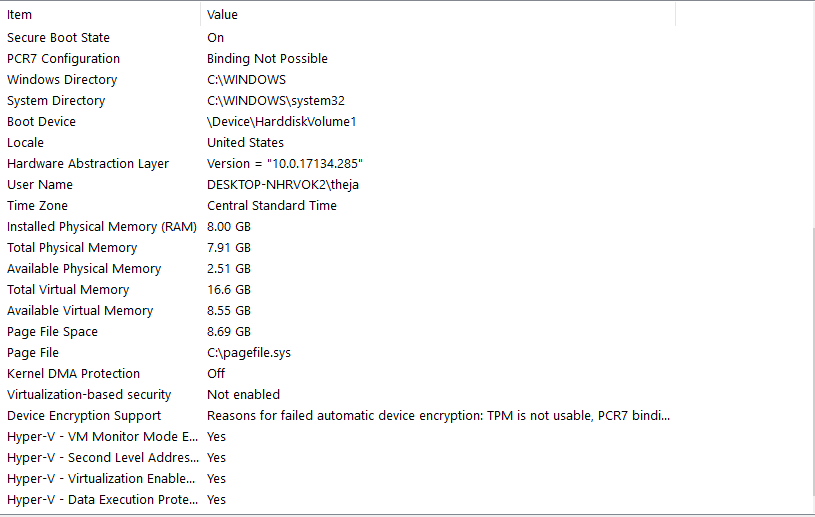 Item Value
Secure Boot State On
PCR7 Configuration Binding Not Possible
Windows Directory C:\WINDOWS
System Directory C:\WINDOWS\system32
Boot Device \Device\HarddiskVolume1
Locale United States
Hardware Abstraction Layer Version = "10.0.17134.285"
User Name DESKTOP-NHRVOK2\theja
Time Zone Central Standard Time
Installed Physical Memory (RAM) 8.00 GB
Total Physical Memory 7.91 GB
Available Physical Memory 2.51 GB
Total Virtual Memory 16.6 GB
Available Virtual Memory 8.55 GB
Page File Space 8.69 GB
Page File C:\pagefile.sys
Kernel DMA Protection Off
Virtualization-based security Not enabled
Device Encryption Support Reasons for failed automatic device encryption: TPM is not usable, PCR7 bindi...
Hyper-V - VM Monitor Mode E... Yes
Hyper-V - Second Level Addres... Yes
Hyper-V - Virtualization Enable... Yes
Hyper-V - Data Execution Prote... Yes